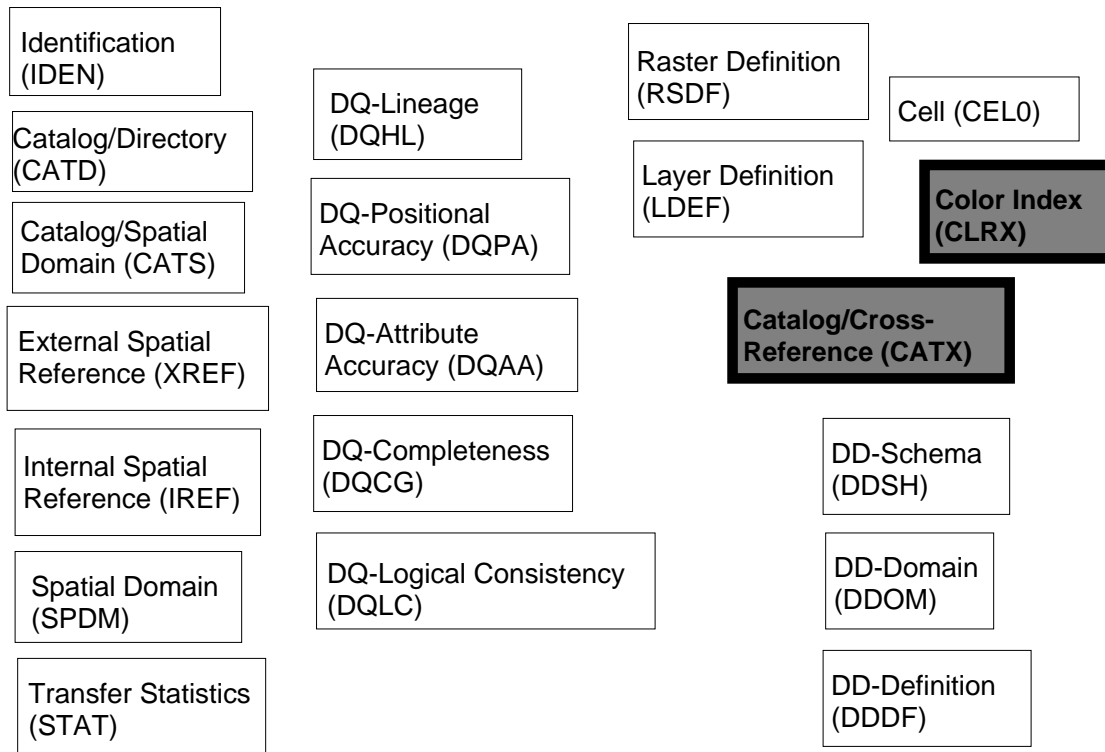 Identification
(IDEN)
Catalog/Directory
(CATD)
Catalog/Spatial
Domain (CATS)
External Spatial
Reference (XREF)
Internal Spatial
Reference (IREF)
Spatial Domain
(SPDM)
Transfer Statistics
(STAT)
DQ-Lineage
(DQHL)
DQ-Positional
Accuracy (DQPA)
DQ-Attribute
Accuracy (DQAA)
DQ-Completeness
(DQCG)
DQ-Logical Consistency
(DQLC)
Raster Definition
(RSDF)
Layer Definition
(LDEF)
Cell (CEL0)
Color Index
(CLRX)
Catalog/Cross-
Reference (CATX)
DD-Schema
(DDSH)
DD-Domain
(DDOM)
DD-Definition
(DDDF)